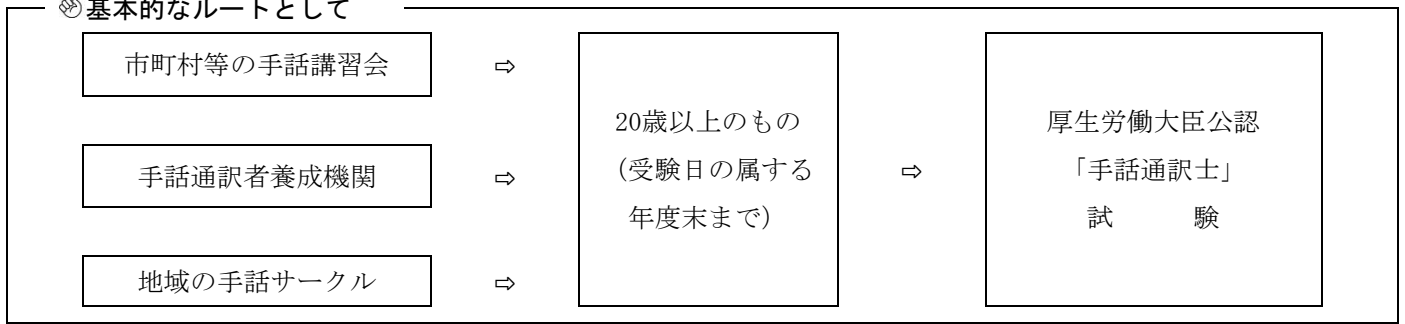 基本的なルートとして
市町村等の手話講習会
⇨
手話通訳者養成機関
⇨
地域の手話サークル
⇨
20歳以上のもの
(受験日の属する
年度末まで)
⇨
厚生労働大臣公認
「手話通訳士」
試　　験